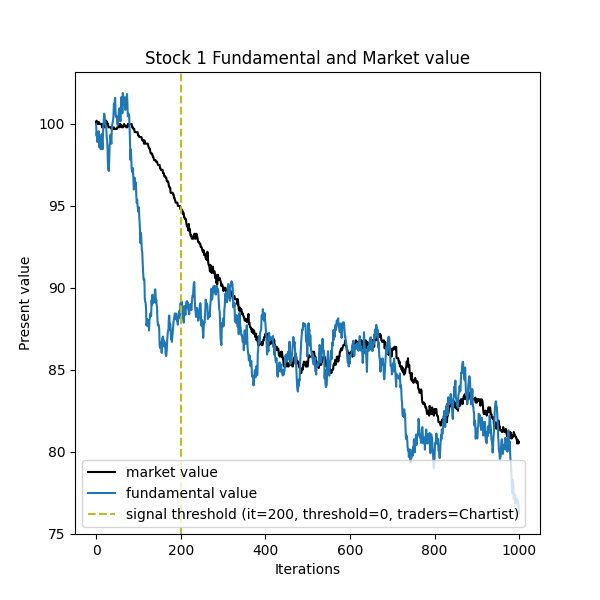 Stock 1 Fundamental and Market value
Present value
100
95
90
85
80
75
market value
fundamental value
signal threshold (it=200, threshold=0, traders=Chartist)
0 200 400 600 800 1000
Iterations